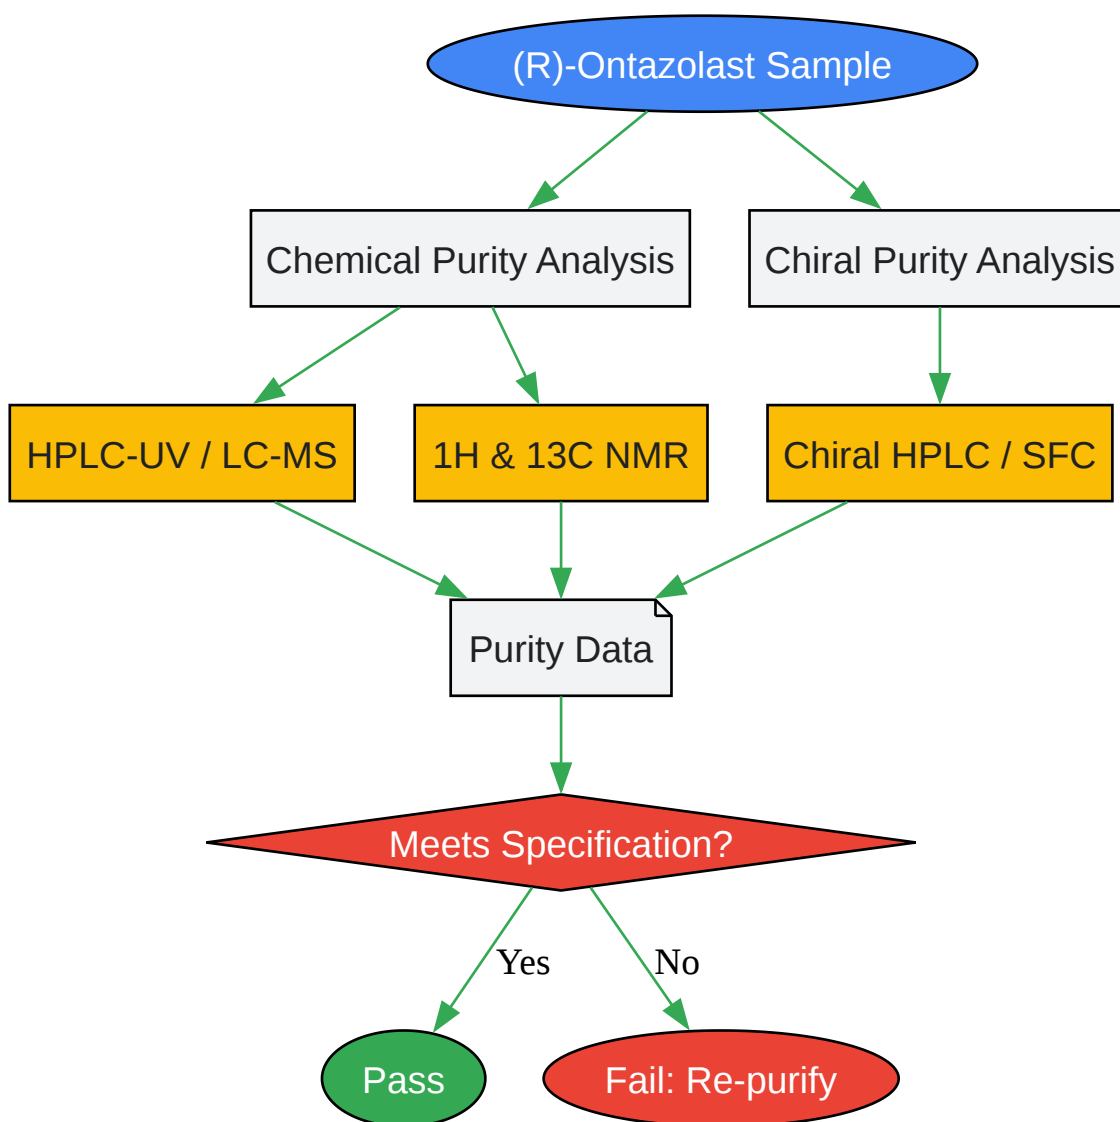 (R)-Ontazolast Sample
Chemical Purity Analysis
Chiral Purity Analysis
HPLC-UV / LC-MS
1H & 13C NMR
Chiral HPLC / SFC
Purity Data
Meets Specification?
Yes
No
Pass
Fail: Re-purify